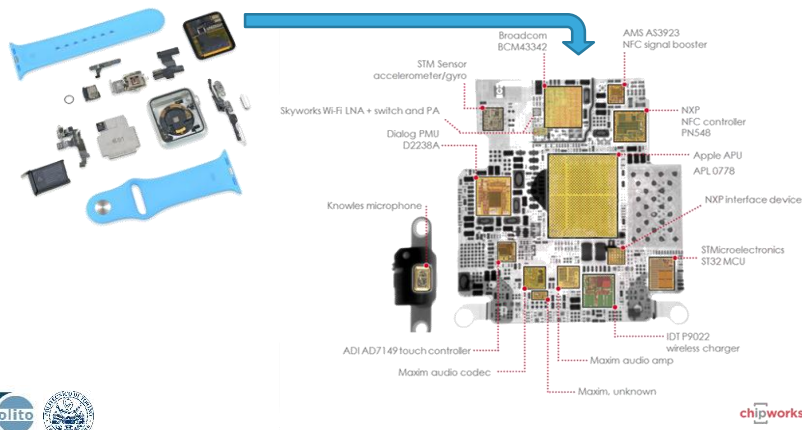 Broadcom
BCM43342
AMS AS3923
NFC signal booster
STM Sensor
accelerometer/gyro
Skyworks Wi-Fi LNA + switch and PA
NXP
NFC controller
PN548
Dialog PMU
D2238A
Apple APU
APL 0778
NXP interface device
Knowles microphone
STMicroelectronics
ST32 MCU
IDT P9022
wireless charger
ADI AD7149 touch controller
Maxim audio amp
Maxim audio codec
Maxim, unknown
olito
chipworks